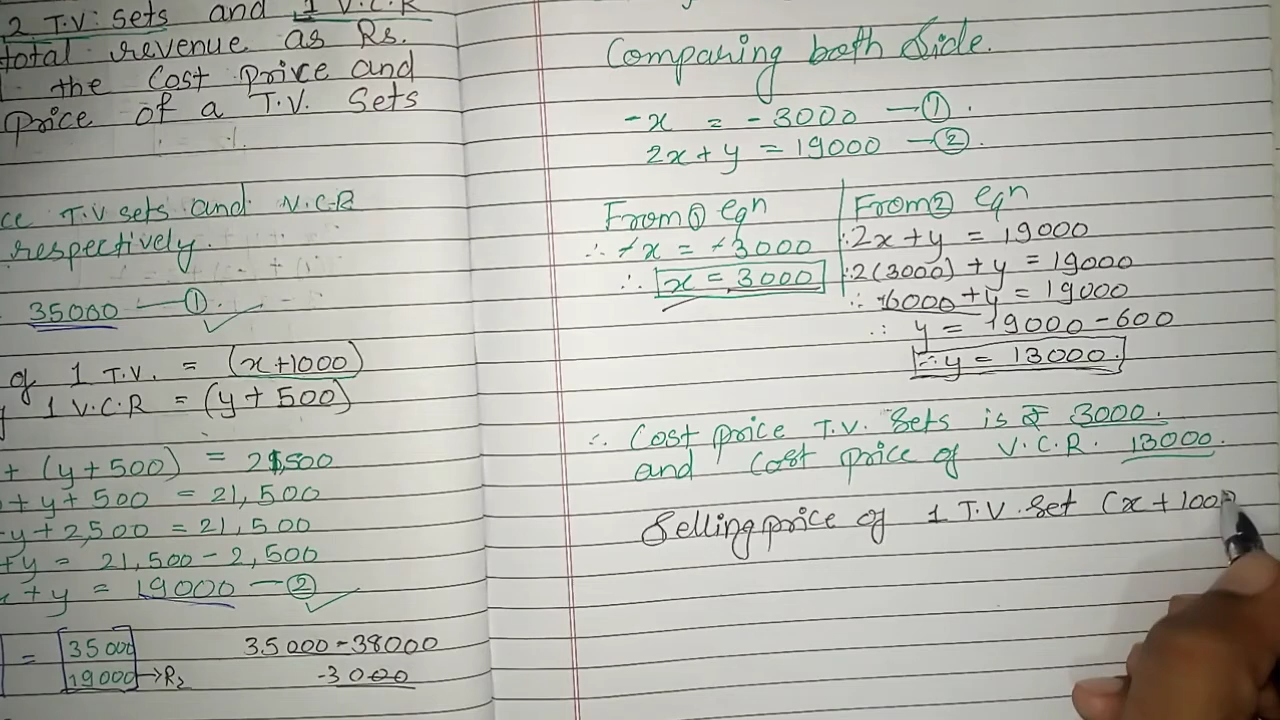 2 T.V. Sets and 1 V.C.R
total revenue as Rs.
the Cost Price and
Price of a T.V. Sets
ce T.V sets and V.C.R
respectively.
35000 — ①.
of 1 T.V. = (x+1000)
1 V.C.R = (y+500)
+ (y+500) = 21,500
+y+500 = 21,500
y+2,500 = 21,500
+y = 21,500-2,500
+y = 19000 — ②
= [35000
19000] →R2
35000-38000
-3000
Comparing both side.
-x = -3000 — ①.
2x+y = 19000 — ②.
From ① eqn
∴ -x = -3000
∴ x = 3000
From ② eqn
∴ 2x+y = 19000
∴ 2(3000) + y = 19000
∴ 6000+y = 19000
∴ y = 19000-600
∴ y = 13000.
∴ Cost price T.V. Sets is ₹ 3000.
and Cost price of V.C.R. 13000.
Selling price of 1 T.V. Set (x+100